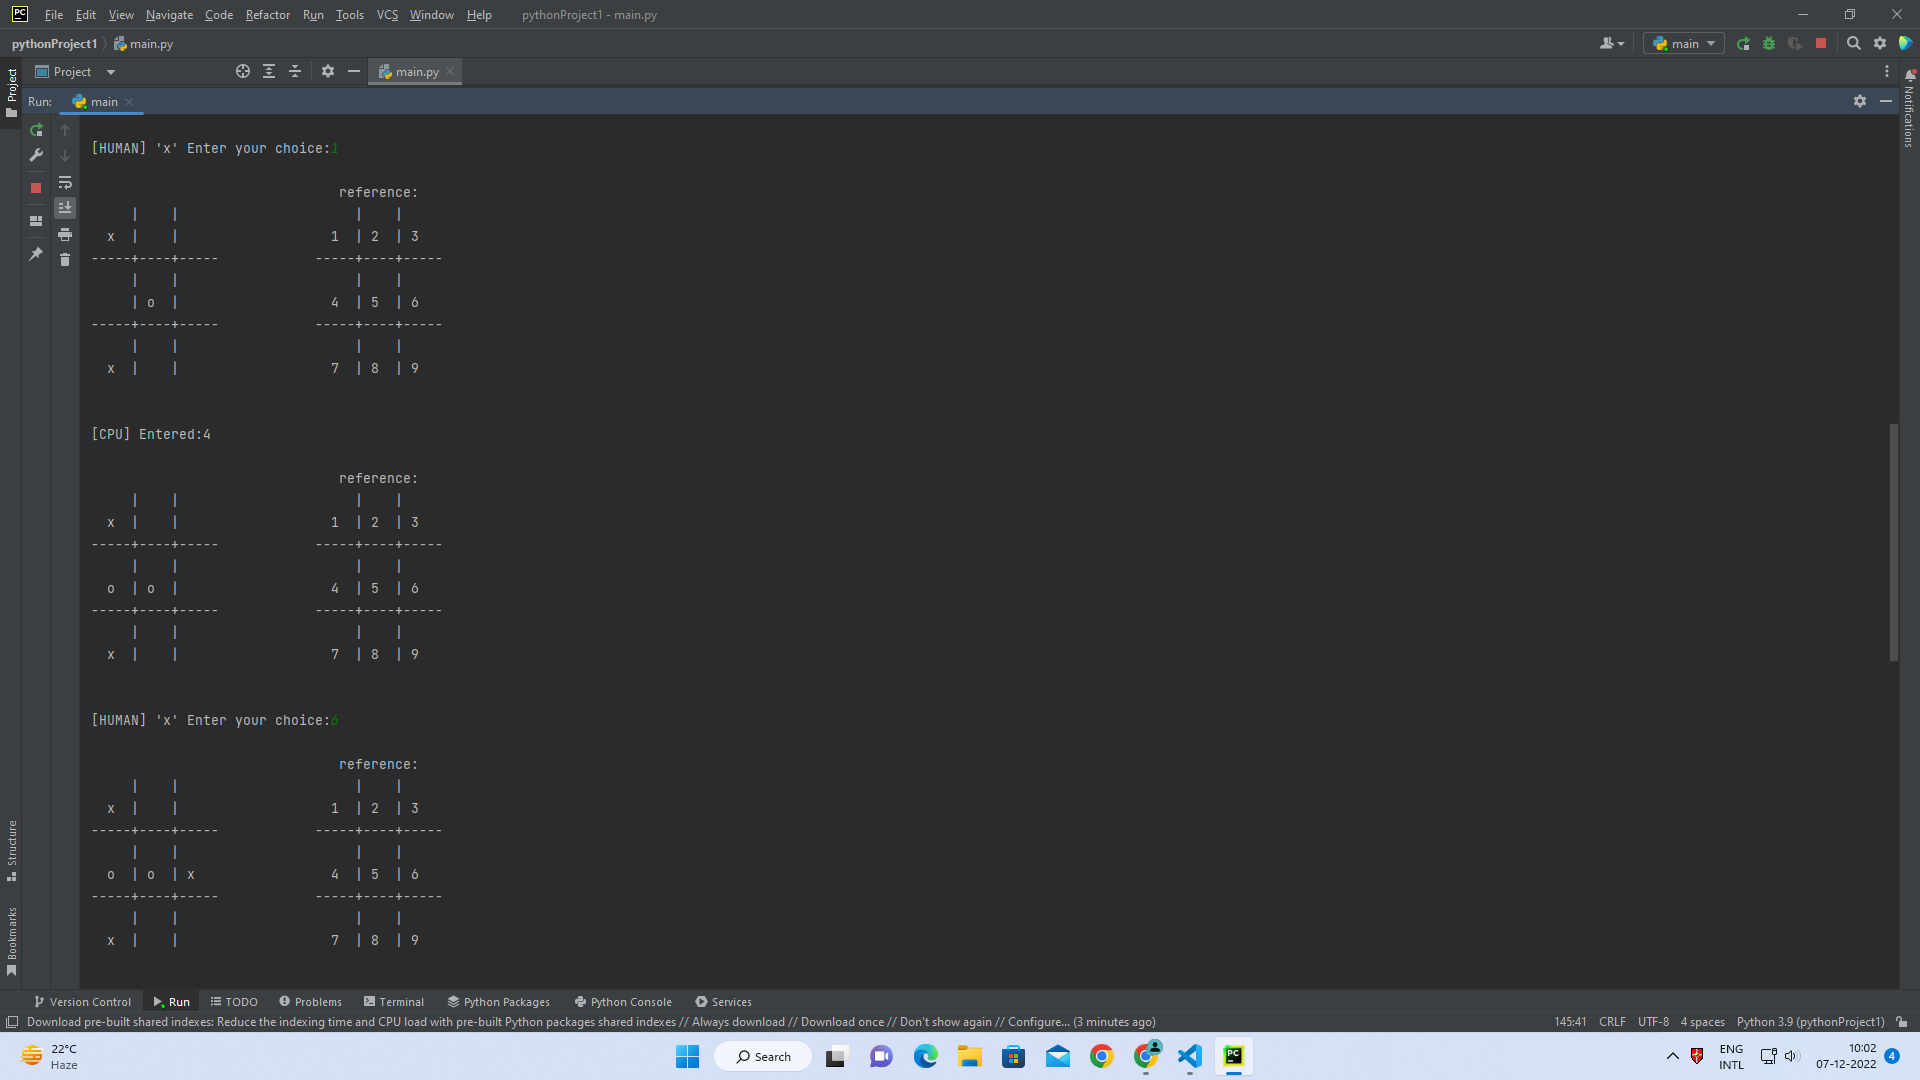 PC File Edit View Navigate Code Refactor Run Tools VCS Window Help pythonProject1 - main.py
pythonProject1 main.py main
Project Project main.py
Notifications
Run: main
[HUMAN] 'x' Enter your choice:1
reference:
| | | |
x | | 1 | 2 | 3
-----+----+----- -----+----+-----
| | | |
| o | 4 | 5 | 6
-----+----+----- -----+----+-----
| | | |
x | | 7 | 8 | 9
[CPU] Entered:4
reference:
| | | |
x | | 1 | 2 | 3
-----+----+----- -----+----+-----
| | | |
o | o | 4 | 5 | 6
-----+----+----- -----+----+-----
| | | |
x | | 7 | 8 | 9
[HUMAN] 'x' Enter your choice:6
reference:
| | | |
x | | 1 | 2 | 3
-----+----+----- -----+----+-----
| | | |
o | o | x 4 | 5 | 6
-----+----+----- -----+----+-----
| | | |
x | | 7 | 8 | 9
Structure
Bookmarks
Version Control Run TODO Problems Terminal Python Packages Python Console Services
Download pre-built shared indexes: Reduce the indexing time and CPU load with pre-built Python packages shared indexes // Always download // Download once // Don't show again // Configure... (3 minutes ago) 145:41 CRLF UTF-8 4 spaces Python 3.9 (pythonProject1)
22°C Search PC ENG 10:02 4
Haze INTL 07-12-2022